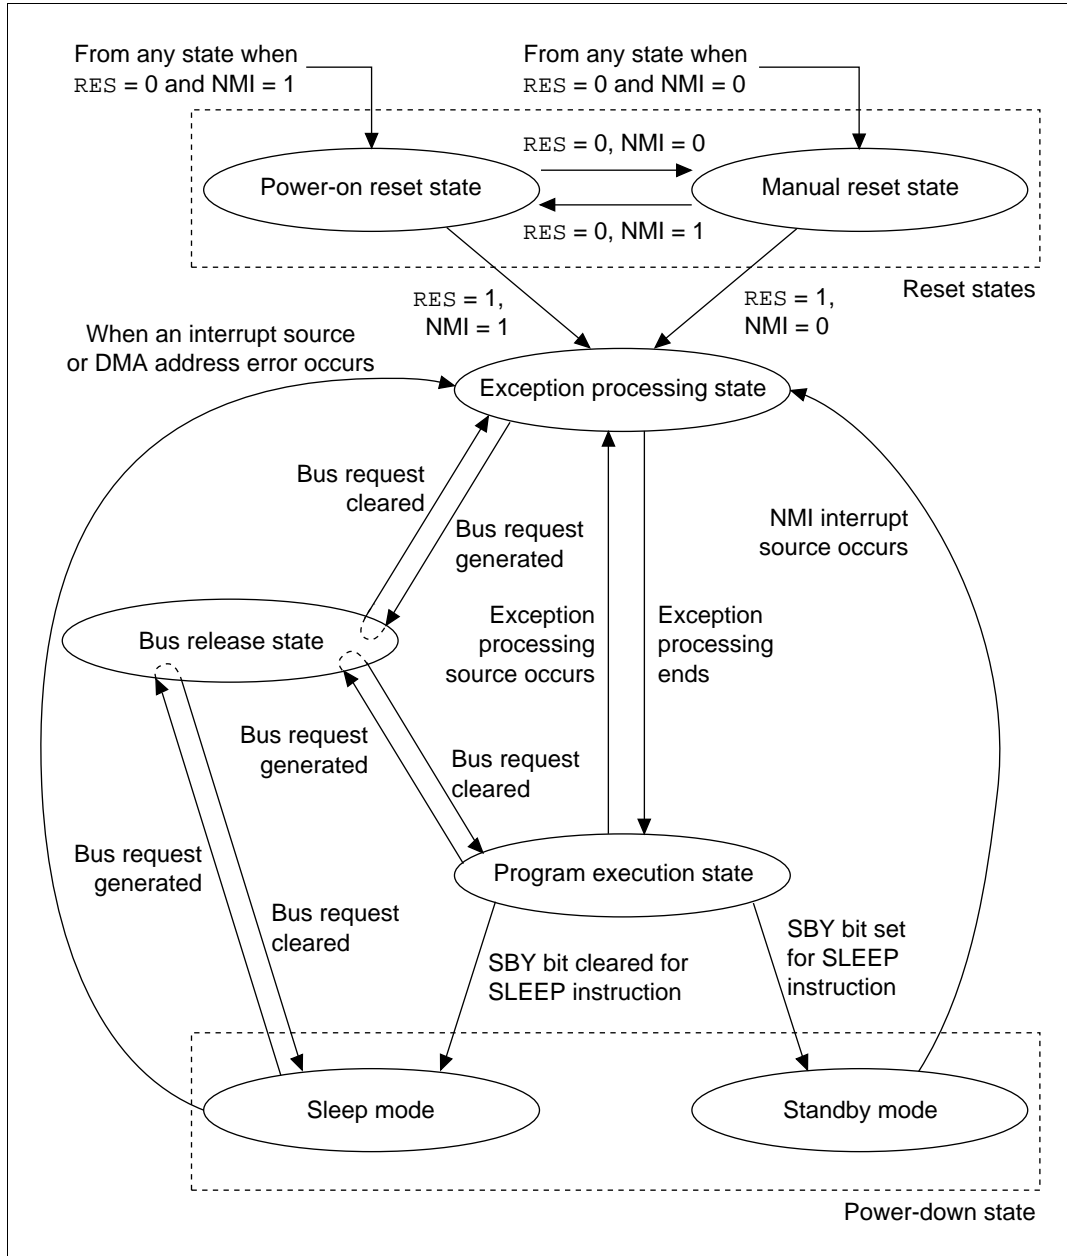 From any state when
RES = 0 and NMI = 1
From any state when
RES = 0 and NMI = 0
RES = 0, NMI = 0
Power-on reset state
Manual reset state
RES = 0, NMI = 1
Reset states
RES = 1,
NMI = 1
RES = 1,
NMI = 0
When an interrupt source
or DMA address error occurs
Exception processing state
Bus request
cleared
Bus request
generated
NMI interrupt
source occurs
Exception
processing
source occurs
Exception
processing
ends
Bus release state
Bus request
generated
Bus request
cleared
Bus request
generated
Program execution state
Bus request
cleared
SBY bit cleared for
SLEEP instruction
SBY bit set
for SLEEP
instruction
Sleep mode
Standby mode
Power-down state